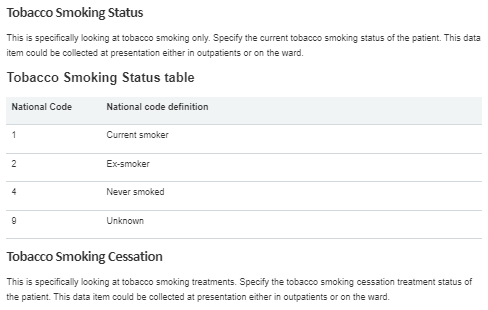 Tobacco Smoking Status
This is specifically looking at tobacco smoking only. Specify the current tobacco smoking status of the patient. This data
item could be collected at presentation either in outpatients or on the ward.
Tobacco Smoking Status table
National Code National code definition
1 Current smoker
2 Ex-smoker
4 Never smoked
9 Unknown
Tobacco Smoking Cessation
This is specifically looking at tobacco smoking treatments. Specify the tobacco smoking cessation treatment status of
the patient. This data item could be collected at presentation either in outpatients or on the ward.